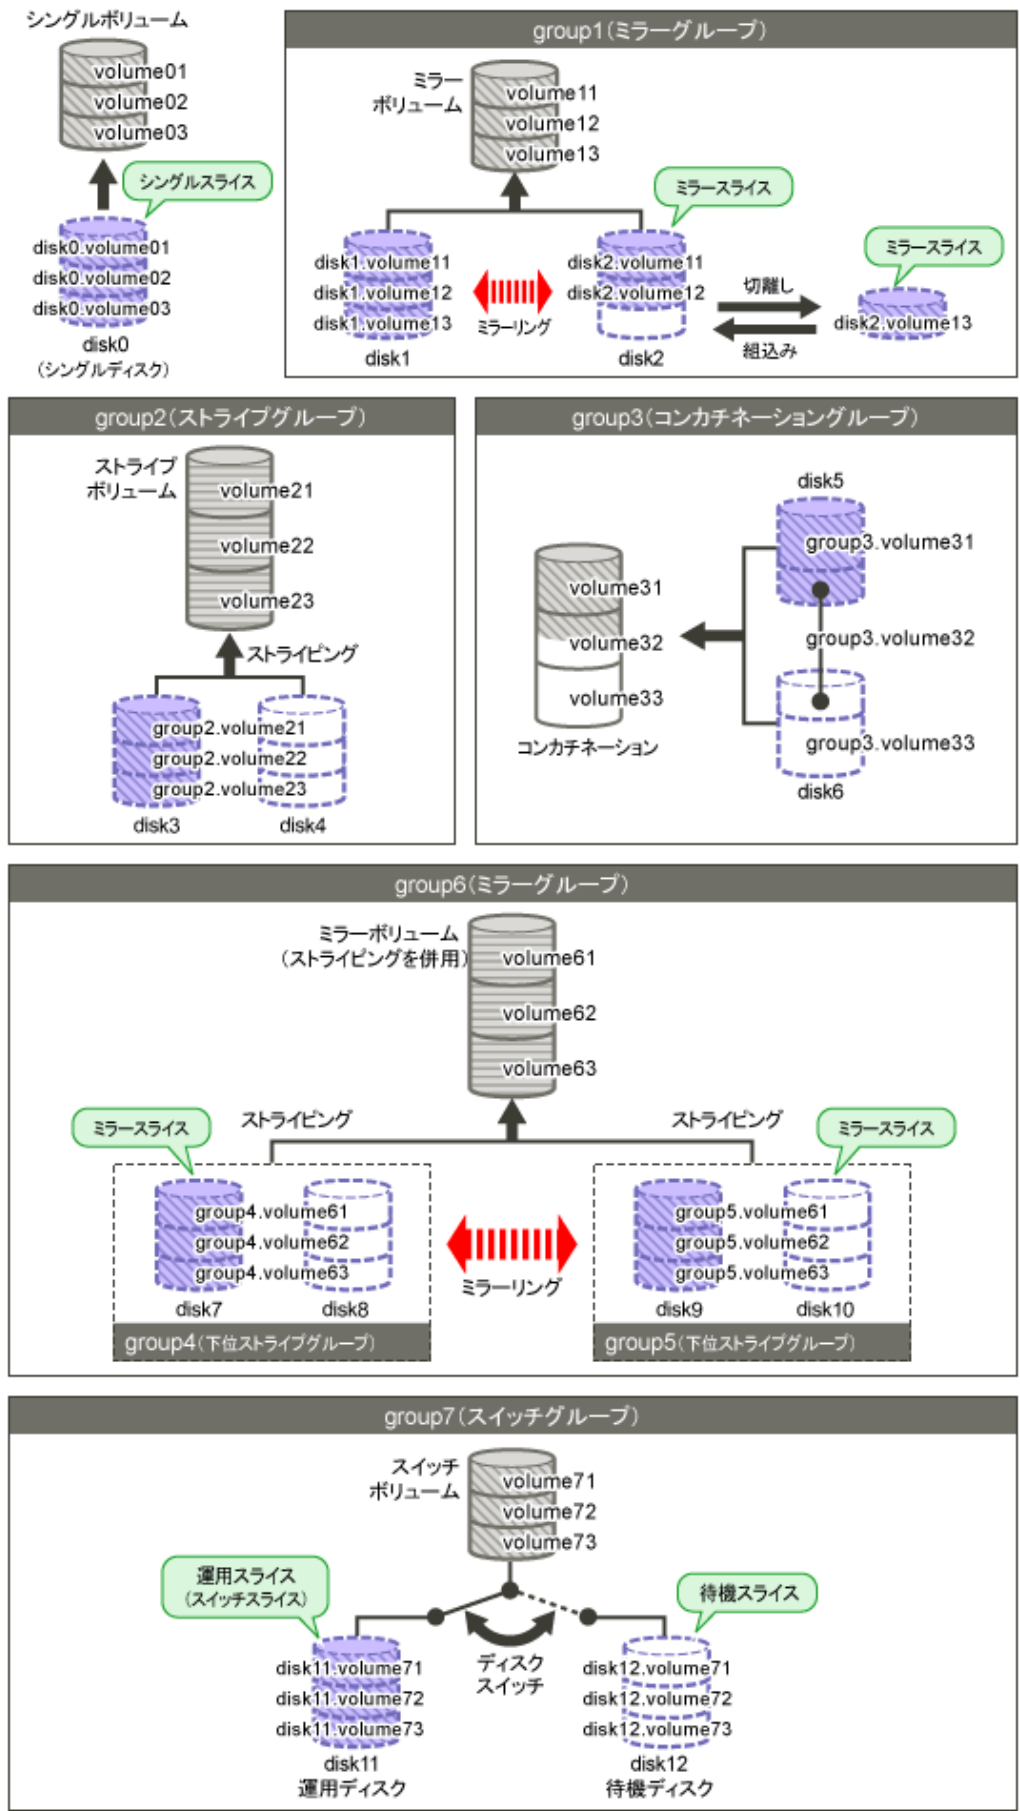 シングルボリューム
volume01
volume02
volume03
シングルスライス
disk0.volume01
disk0.volume02
disk0.volume03
disk0
(シングルディスク)
group1(ミラーグループ)
ミラー
ボリューム
volume11
volume12
volume13
ミラースライス
disk1.volume11
disk1.volume12
disk1.volume13
disk1
ミラーリング
disk2.volume11
disk2.volume12
disk2
切離し
組込み
ミラースライス
disk2.volume13
group2(ストライプグループ)
ストライプ
ボリューム
volume21
volume22
volume23
ストライピング
group2.volume21
group2.volume22
group2.volume23
disk3
disk4
group3(コンカチネーショングループ)
disk5
group3.volume31
volume31
volume32
volume33
コンカチネーション
group3.volume32
group3.volume33
disk6
group6(ミラーグループ)
ミラーボリューム
(ストライピングを併用)
volume61
volume62
volume63
ミラースライス
ストライピング
ストライピング
ミラースライス
group4.volume61
group4.volume62
group4.volume63
disk7
disk8
group4(下位ストライプグループ)
ミラーリング
group5.volume61
group5.volume62
group5.volume63
disk9
disk10
group5(下位ストライプグループ)
group7(スイッチグループ)
スイッチ
ボリューム
volume71
volume72
volume73
運用スライス
(スイッチスライス)
待機スライス
disk11.volume71
disk11.volume72
disk11.volume73
disk11
運用ディスク
ディスク
スイッチ
disk12.volume71
disk12.volume72
disk12.volume73
disk12
待機ディスク